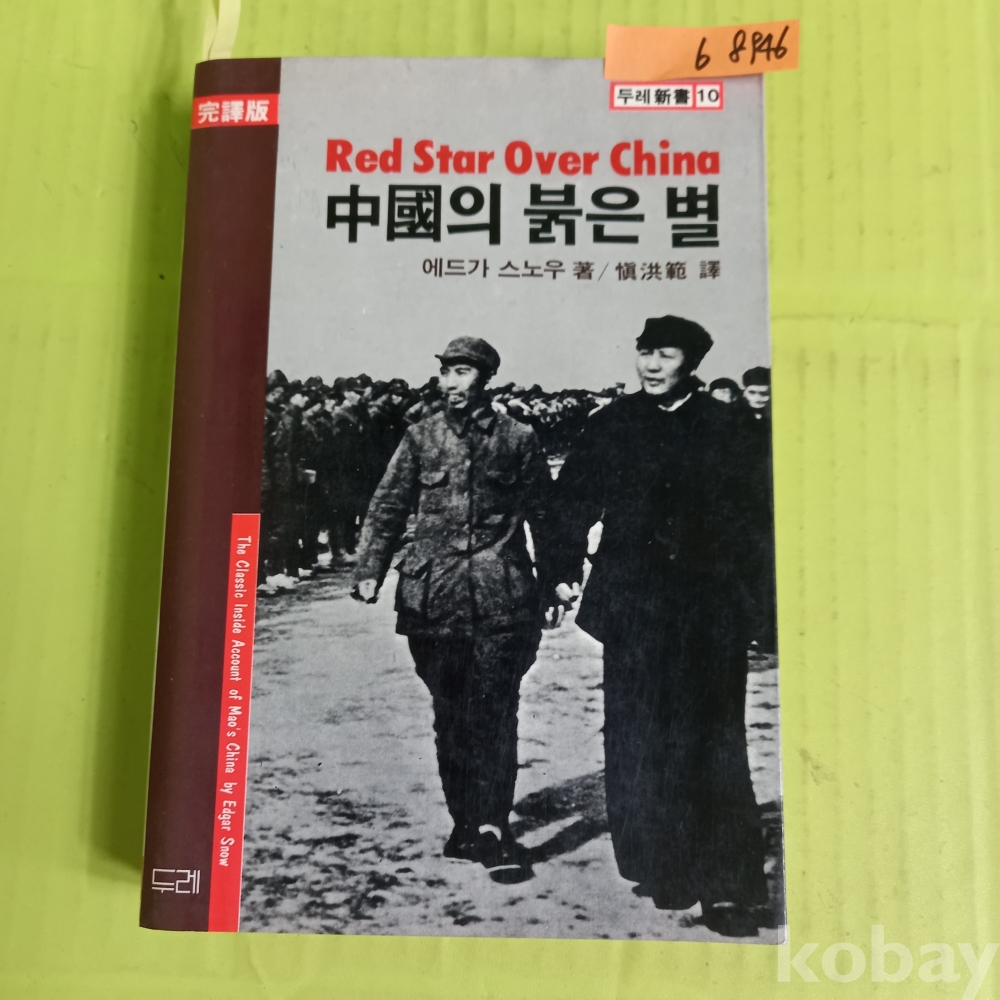 6 8946
完譯版
두레新書 10
Red Star Over China
中國의 붉은 별
에드가 스노우 著/愼洪範 譯
The Classic Inside Account of Mao's China by Edgar Snow
두레
kobay